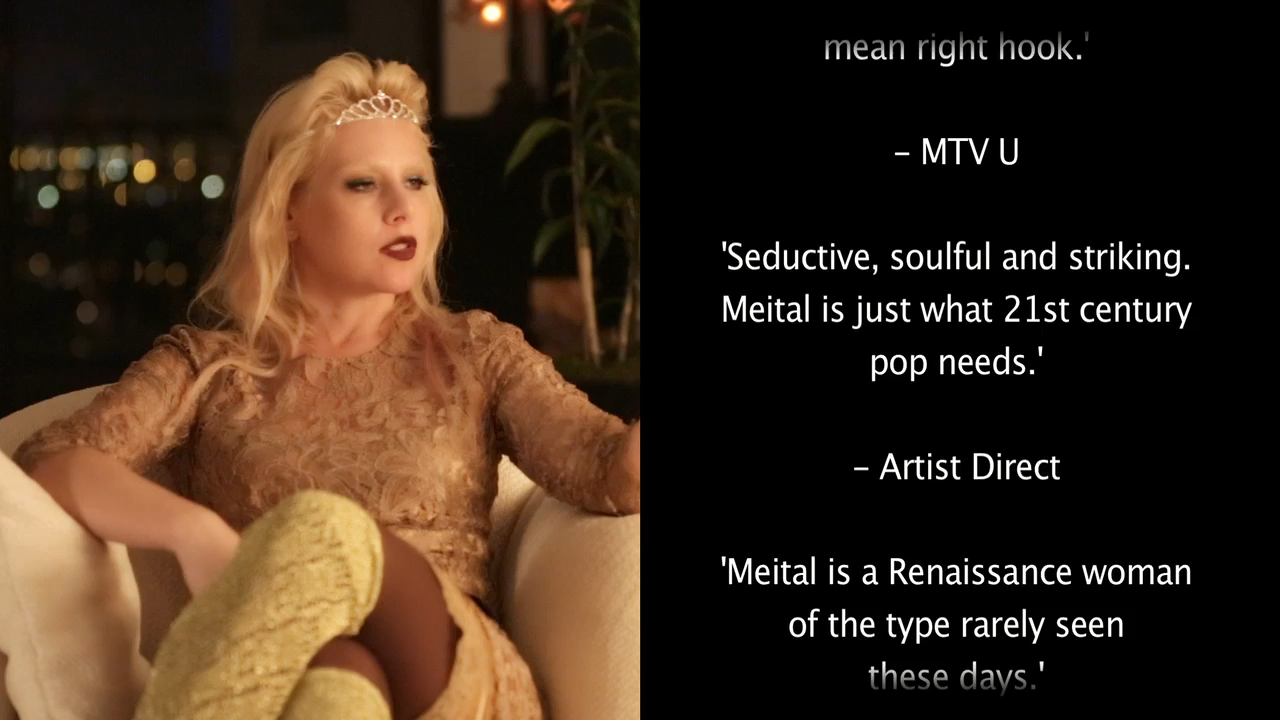 mean right hook.'
– MTV U
'Seductive, soulful and striking.
Meital is just what 21st century
pop needs.'
– Artist Direct
'Meital is a Renaissance woman
of the type rarely seen
these days.'